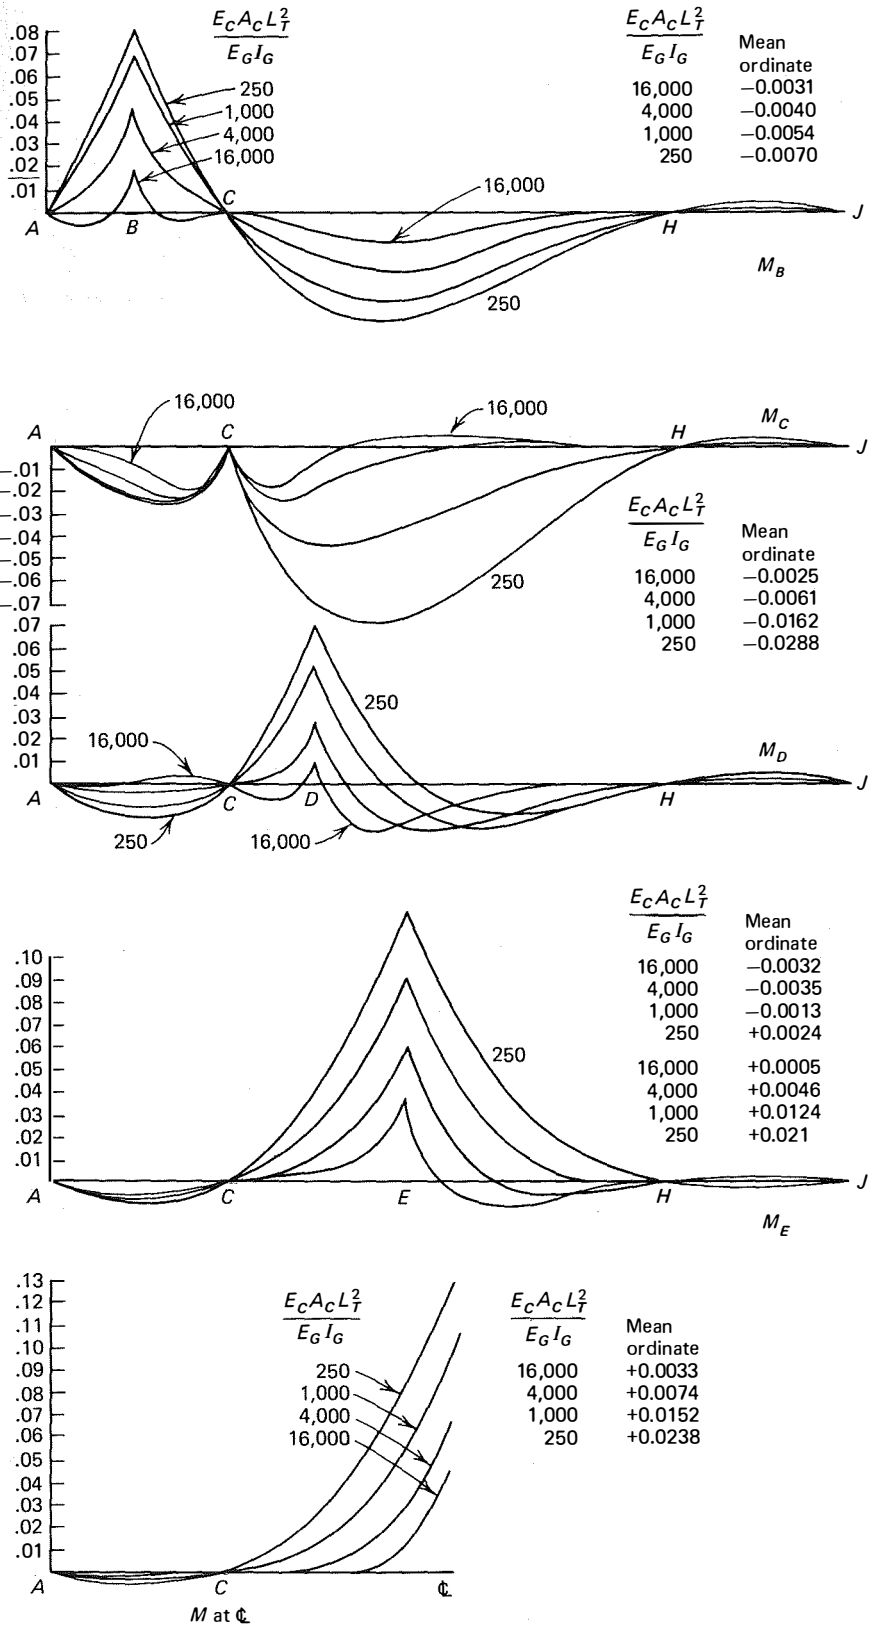 E_C A_C L_T^2 / E_G I_G
.08
.07
.06
.05
.04
.03
.02
.01
250
1,000
4,000
16,000
A
B
C
16,000
250
H
J
M_B
E_C A_C L_T^2 / E_G I_G Mean ordinate
16,000 −0.0031
4,000 −0.0040
1,000 −0.0054
250 −0.0070
16,000
16,000
A
C
H
M_C
J
−.01
−.02
−.03
−.04
−.05
−.06
−.07
250
E_C A_C L_T^2 / E_G I_G Mean ordinate
16,000 −0.0025
4,000 −0.0061
1,000 −0.0162
250 −0.0288
.07
.06
.05
.04
.03
.02
.01
250
16,000
A
C
D
H
M_D
J
250
16,000
E_C A_C L_T^2 / E_G I_G Mean ordinate
16,000 −0.0032
4,000 −0.0035
1,000 −0.0013
250 +0.0024
16,000 +0.0005
4,000 +0.0046
1,000 +0.0124
250 +0.021
.10
.09
.08
.07
.06
.05
.04
.03
.02
.01
250
A
C
E
H
J
M_E
.13
.12
.11
.10
.09
.08
.07
.06
.05
.04
.03
.02
.01
E_C A_C L_T^2 / E_G I_G
250
1,000
4,000
16,000
E_C A_C L_T^2 / E_G I_G Mean ordinate
16,000 +0.0033
4,000 +0.0074
1,000 +0.0152
250 +0.0238
A
C
℄
M at ℄